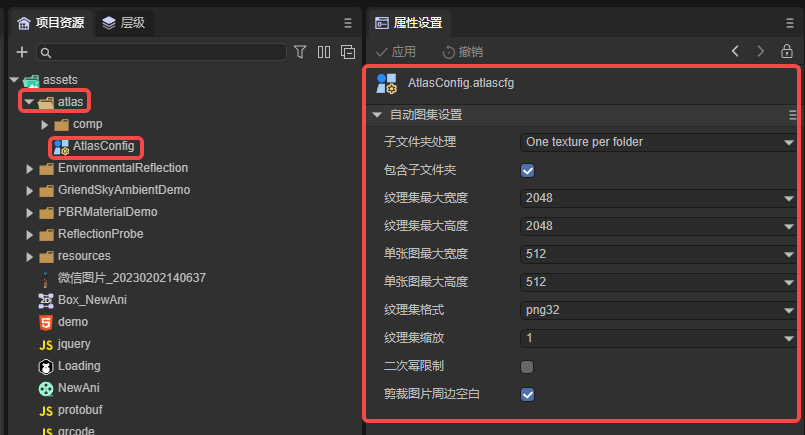 项目资源
层级
assets
atlas
comp
AtlasConfig
EnvironmentalReflection
GriendSkyAmbientDemo
PBRMaterialDemo
ReflectionProbe
resources
微信图片_20230202140637
2D Box_NewAni
demo
JS jquery
Loading
NewAni
JS protobuf
JS qrcode
属性设置
应用 撤销
AtlasConfig.atlascfg
自动图集设置
子文件夹处理 One texture per folder
包含子文件夹
纹理集最大宽度 2048
纹理集最大高度 2048
单张图最大宽度 512
单张图最大高度 512
纹理集格式 png32
纹理集缩放 1
二次幂限制
剪裁图片周边空白